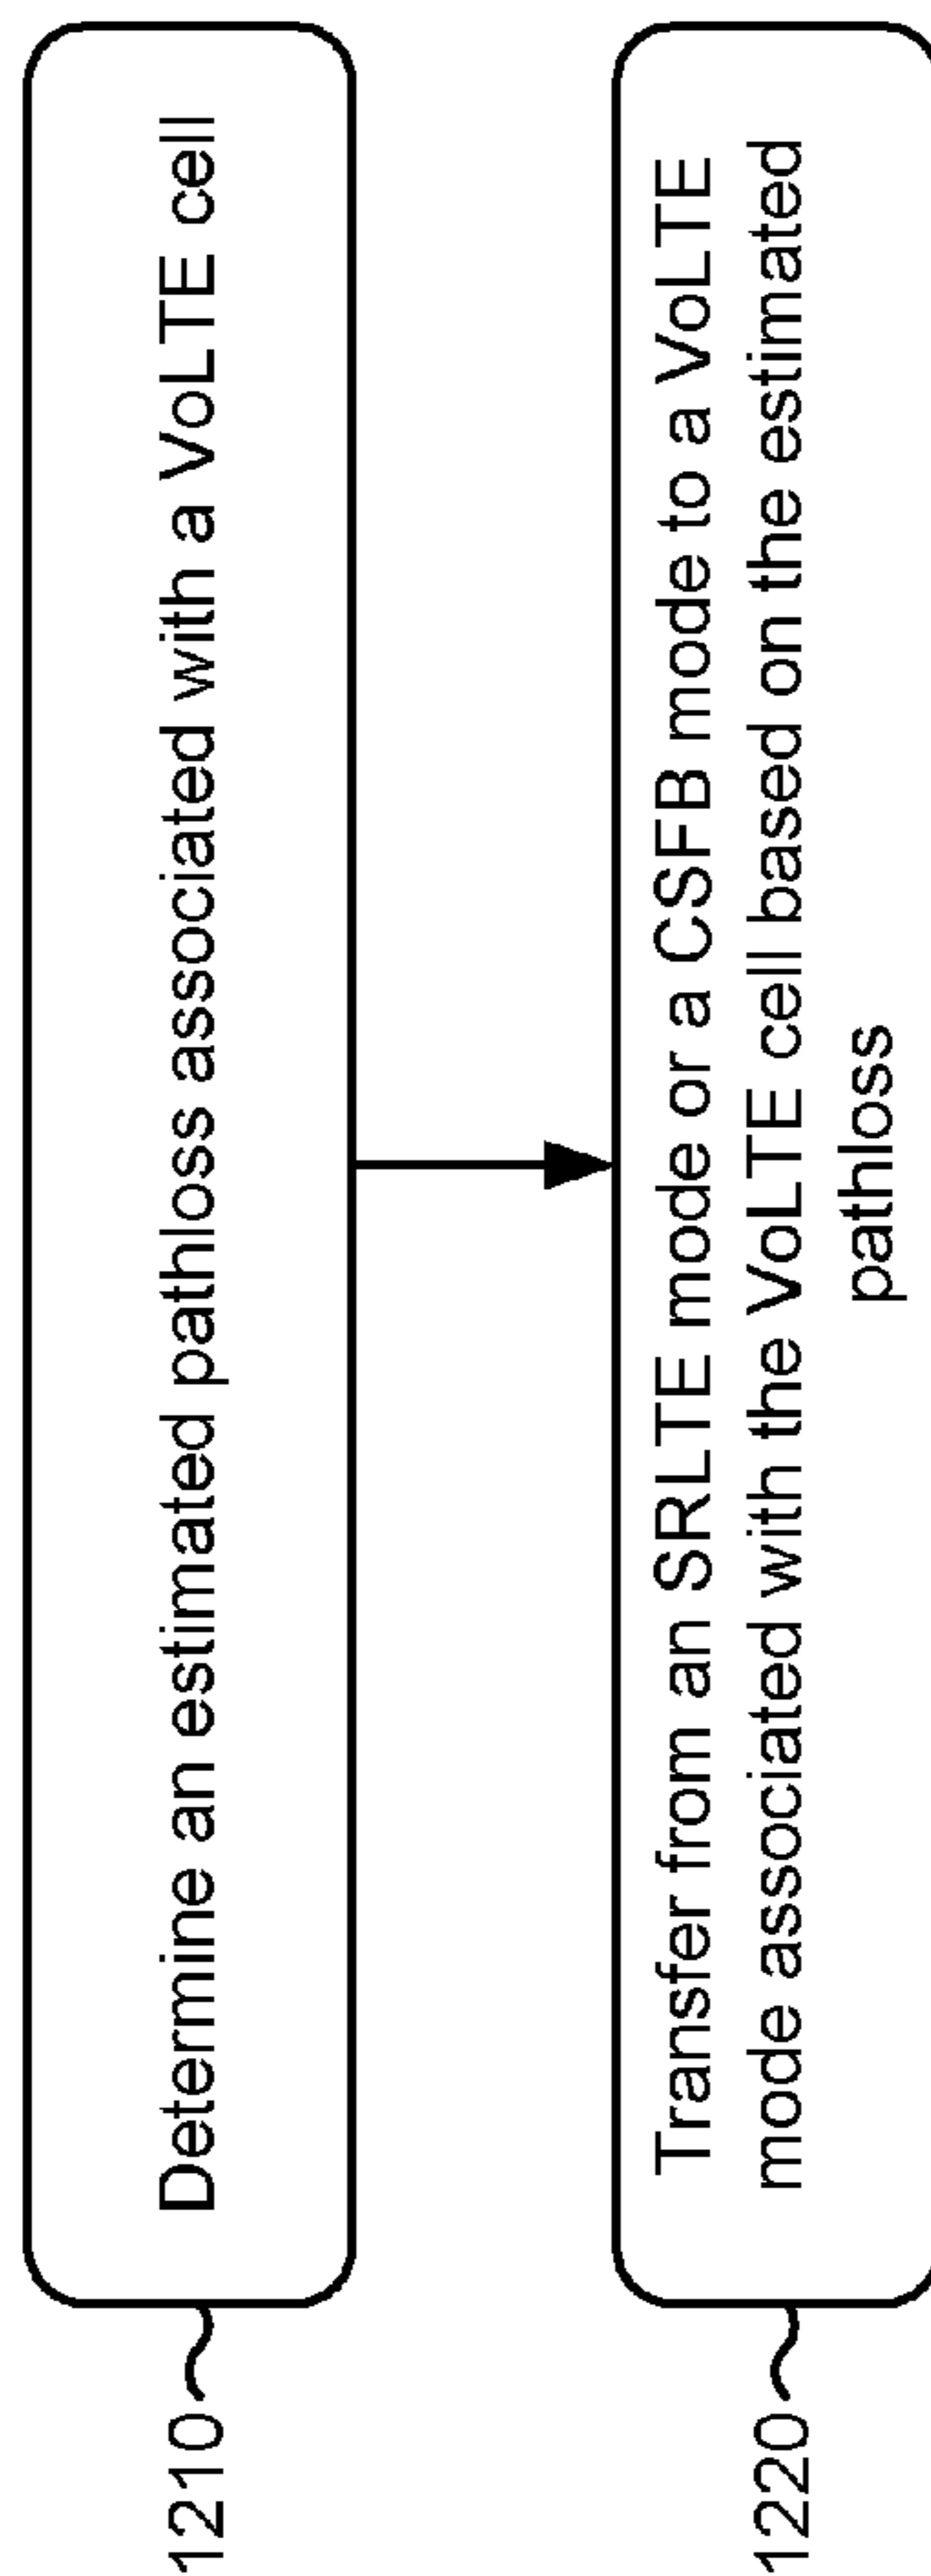 1210
Determine an estimated pathloss associated with a VoLTE cell
1220
Transfer from an SRLTE mode or a CSFB mode to a VoLTE
mode associated with the VoLTE cell based on the estimated
pathloss